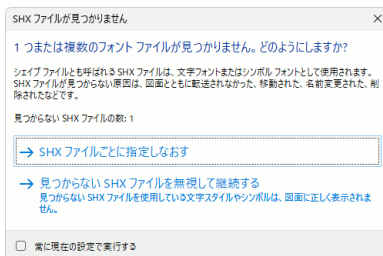 SHX ファイルが見つかりません
1 つまたは複数のフォント ファイルが見つかりません。どのようにしますか?
シェイプ ファイルとも呼ばれる SHX ファイルは、文字フォントまたはシンボル フォントとして使用されます。
SHX ファイルが見つからない原因は、図面とともに転送されなかった、移動された、名前変更された、削
除されたなどです。
見つからない SHX ファイルの数: 1
→ SHX ファイルごとに指定しなおす
→ 見つからない SHX ファイルを無視して継続する
見つからない SHX ファイルを使用している文字スタイルやシンボルは、図面に正しく表示されま
せん。
常に現在の設定で実行する